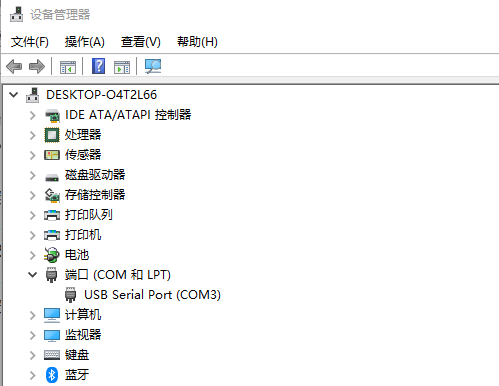 设备管理器
文件(F) 操作(A) 查看(V) 帮助(H)
DESKTOP-O4T2L66
IDE ATA/ATAPI 控制器
处理器
传感器
磁盘驱动器
存储控制器
打印队列
打印机
电池
端口 (COM 和 LPT)
USB Serial Port (COM3)
计算机
监视器
键盘
蓝牙